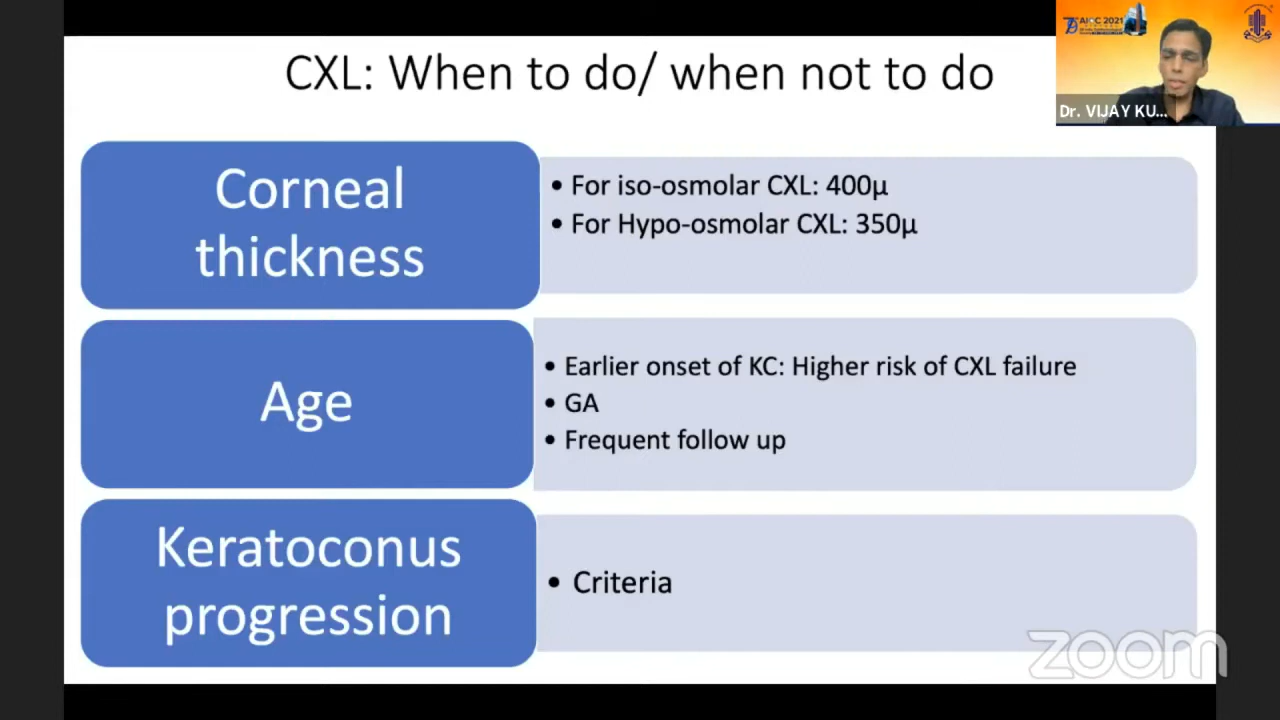 CXL: When to do/ when not to do
AIOC 2021
Dr. VIJAY KU...
Corneal
thickness
• For iso-osmolar CXL: 400µ
• For Hypo-osmolar CXL: 350µ
Age
• Earlier onset of KC: Higher risk of CXL failure
• GA
• Frequent follow up
Keratoconus
progression
• Criteria
zoom